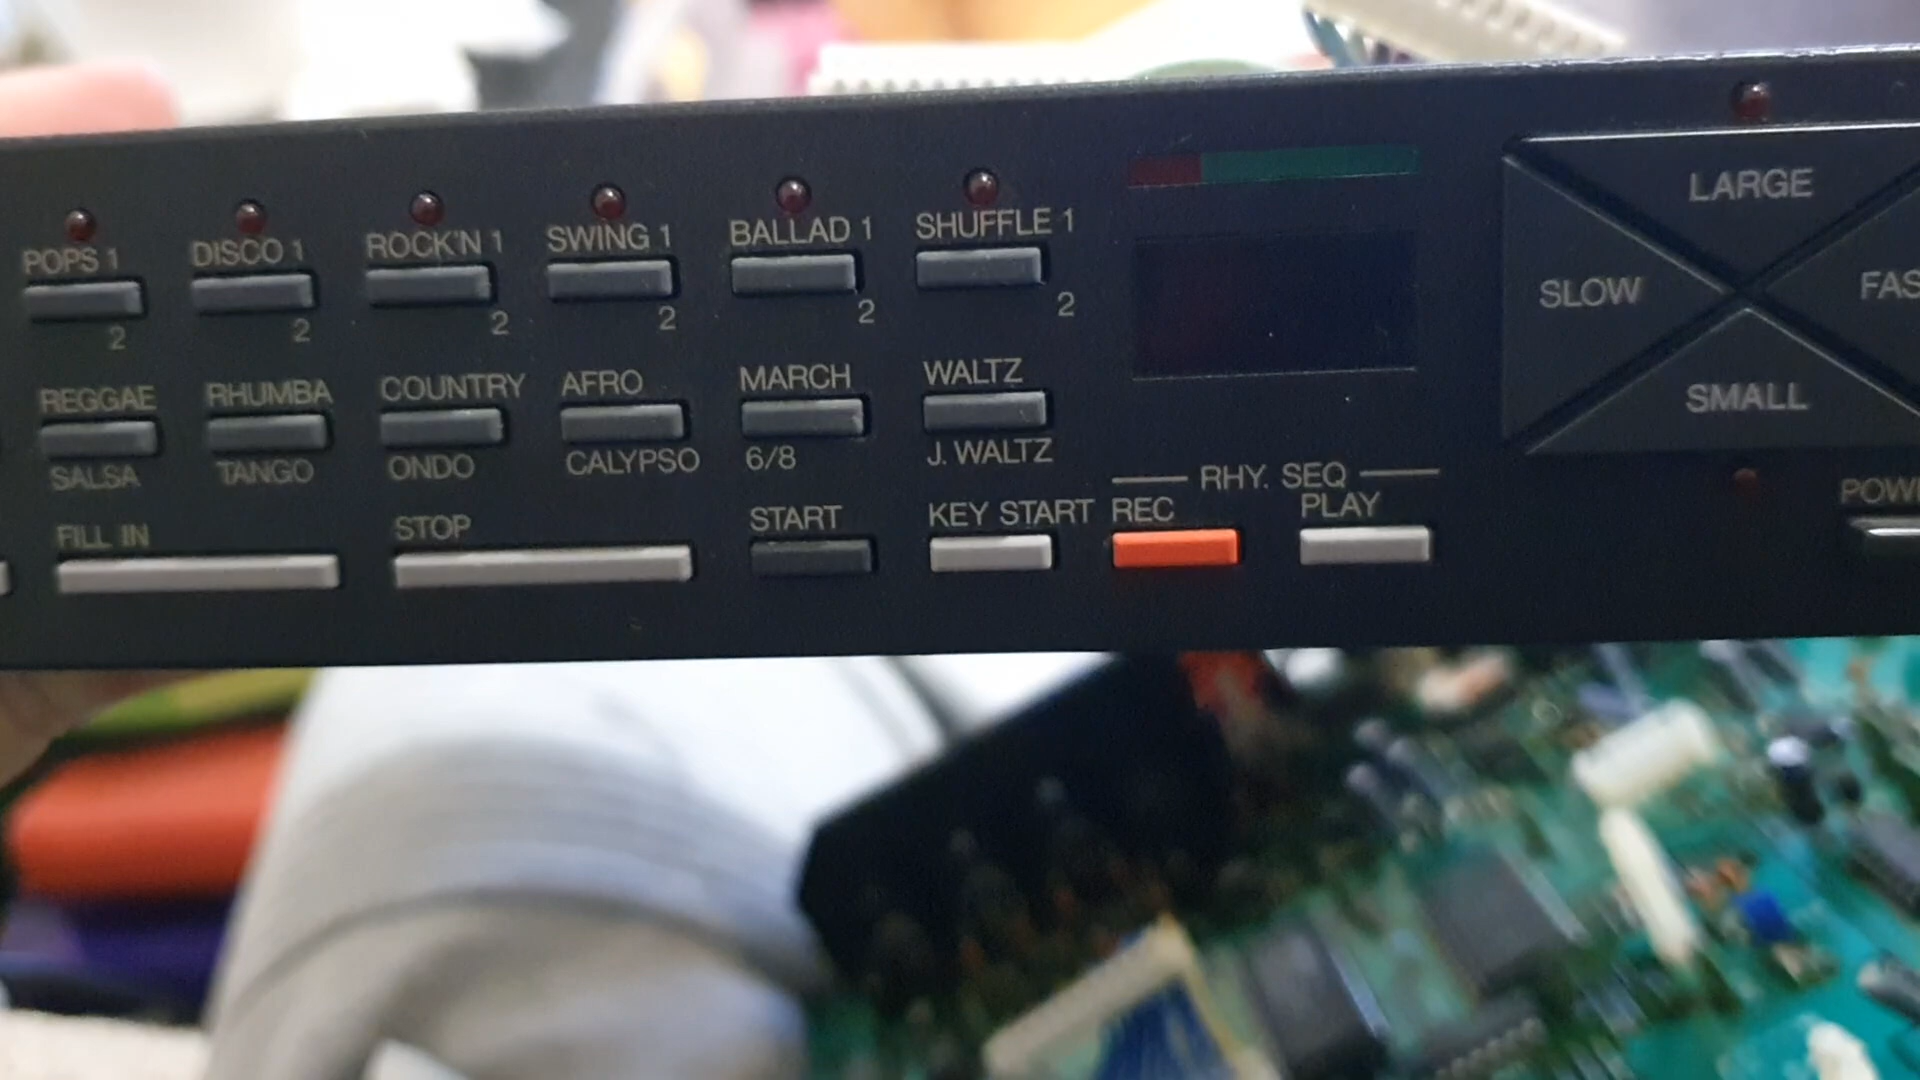 POPS 1 DISCO 1 ROCK'N 1 SWING 1 BALLAD 1 SHUFFLE 1
2 2 2 2 2 2
REGGAE RHUMBA COUNTRY AFRO MARCH WALTZ
SALSA TANGO ONDO CALYPSO 6/8 J. WALTZ
RHY. SEQ
FILL IN STOP START KEY START REC PLAY
LARGE
SLOW
SMALL